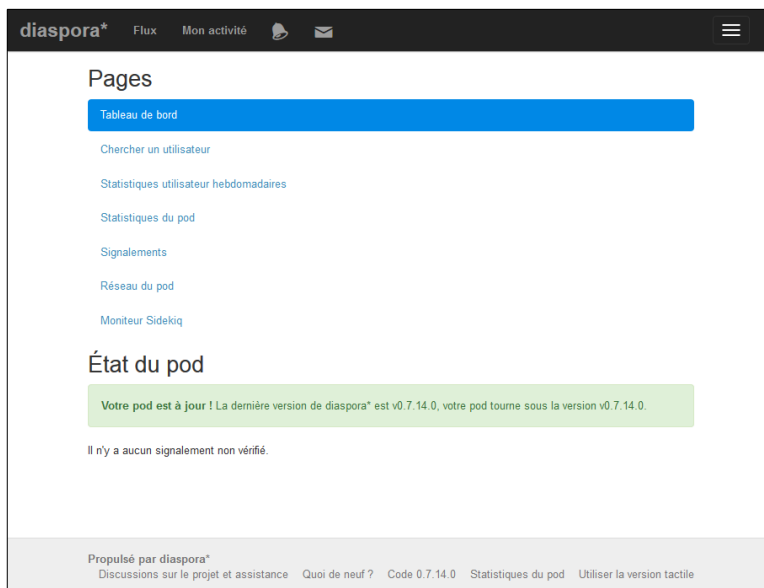 diaspora* Flux Mon activité
Pages
Tableau de bord
Chercher un utilisateur
Statistiques utilisateur hebdomadaires
Statistiques du pod
Signalements
Réseau du pod
Moniteur Sidekiq
État du pod
Votre pod est à jour ! La dernière version de diaspora* est v0.7.14.0, votre pod tourne sous la version v0.7.14.0.
Il n'y a aucun signalement non vérifié.
Propulsé par diaspora*
Discussions sur le projet et assistance Quoi de neuf ? Code 0.7.14.0 Statistiques du pod Utiliser la version tactile